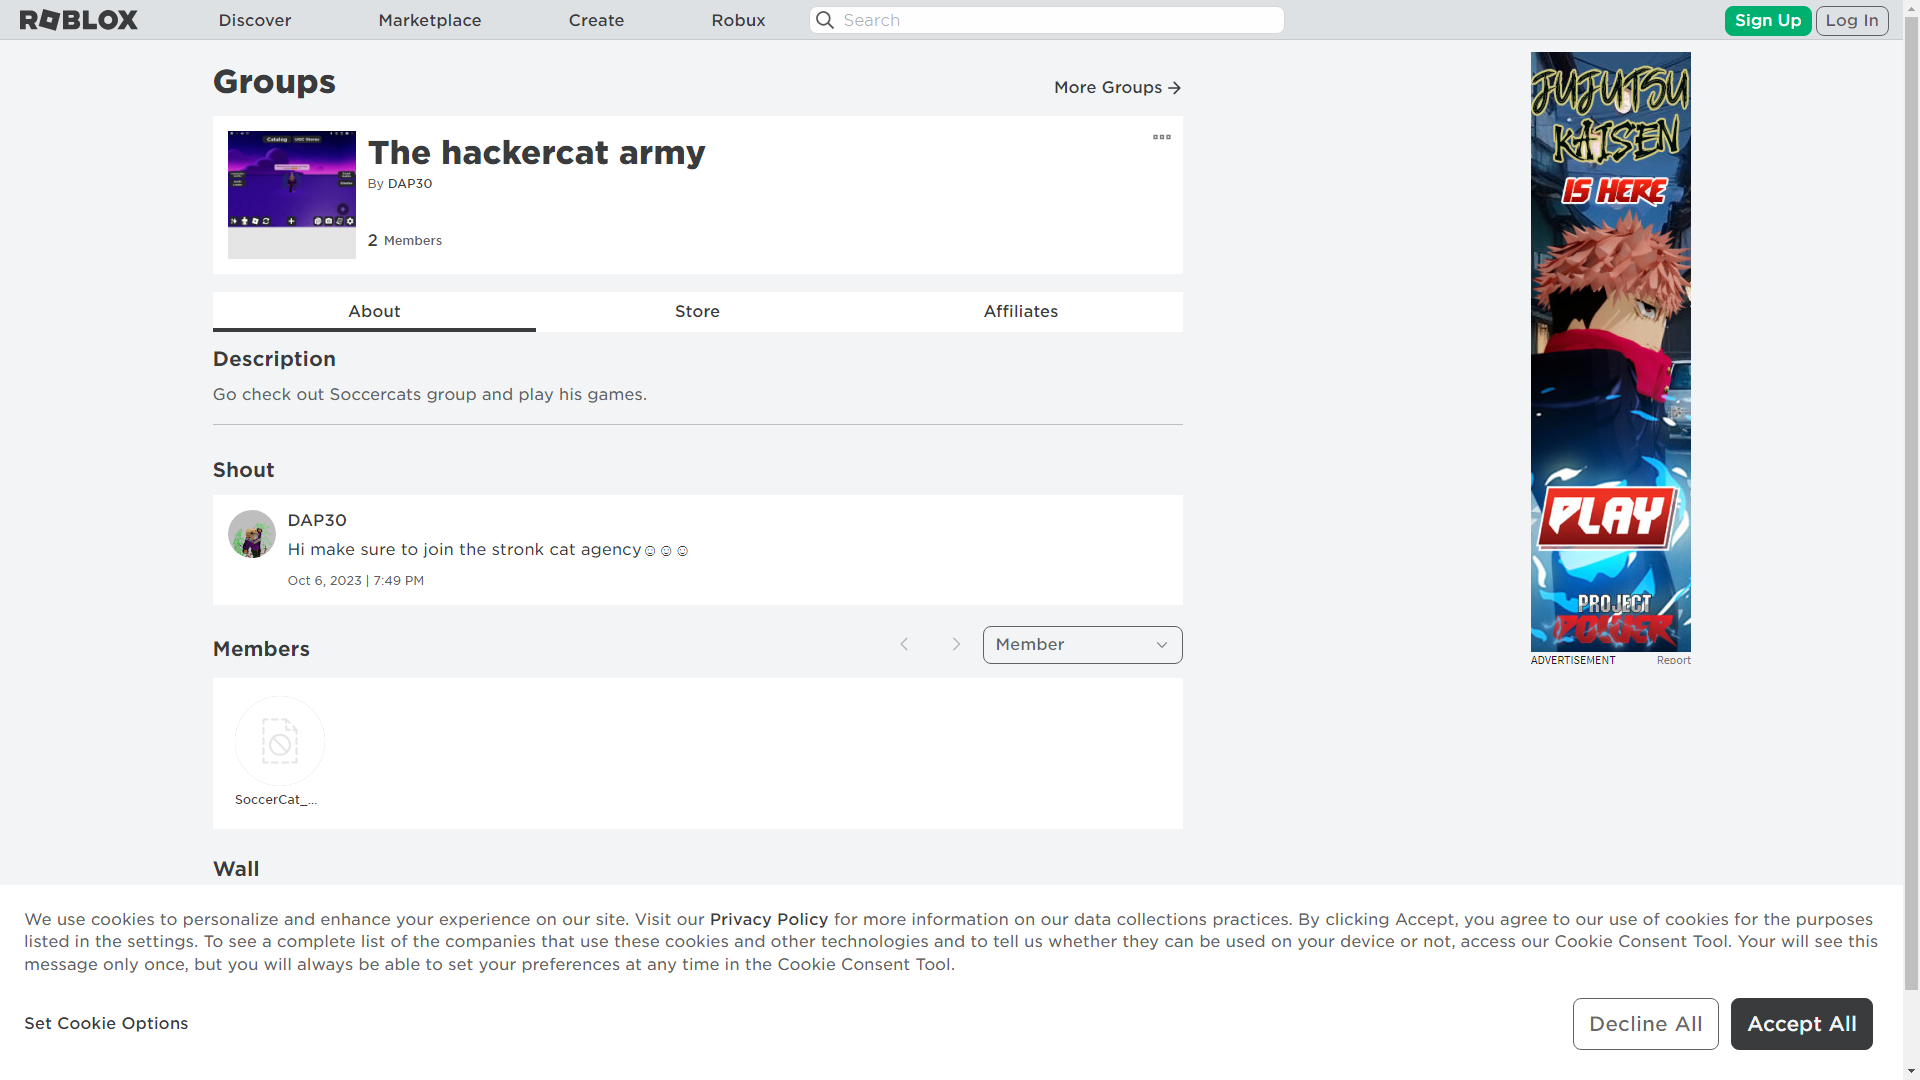 ROBLOX
Discover
Marketplace
Create
Robux
Search
Sign Up
Log In
Groups
More Groups
Catalog
UGC Stores
The hackercat army
By DAP30
2 Members
About
Store
Affiliates
Description
Go check out Soccercats group and play his games.
Shout
DAP30
Hi make sure to join the stronk cat agency☺☺☺
Oct 6, 2023 | 7:49 PM
Members
Member
SoccerCat_...
Wall
JUJUTSU
KAISEN
IS HERE
PLAY
PROJECT
POWER
ADVERTISEMENT
Report
We use cookies to personalize and enhance your experience on our site. Visit our Privacy Policy for more information on our data collections practices. By clicking Accept, you agree to our use of cookies for the purposes
listed in the settings. To see a complete list of the companies that use these cookies and other technologies and to tell us whether they can be used on your device or not, access our Cookie Consent Tool. Your will see this
message only once, but you will always be able to set your preferences at any time in the Cookie Consent Tool.
Set Cookie Options
Decline All
Accept All